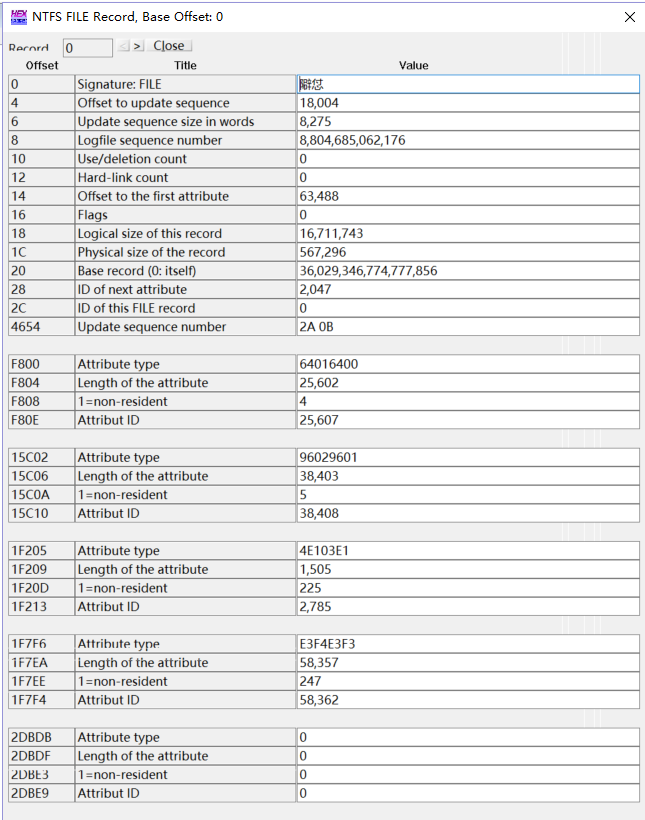 NTFS FILE Record, Base Offset: 0
Record 0 < > Close
Offset Title Value
0 Signature: FILE
4 Offset to update sequence 18,004
6 Update sequence size in words 8,275
8 Logfile sequence number 8,804,685,062,176
10 Use/deletion count 0
12 Hard-link count 0
14 Offset to the first attribute 63,488
16 Flags 0
18 Logical size of this record 16,711,743
1C Physical size of the record 567,296
20 Base record (0: itself) 36,029,346,774,777,856
28 ID of next attribute 2,047
2C ID of this FILE record 0
4654 Update sequence number 2A 0B
F800 Attribute type 64016400
F804 Length of the attribute 25,602
F808 1=non-resident 4
F80E Attribut ID 25,607
15C02 Attribute type 96029601
15C06 Length of the attribute 38,403
15C0A 1=non-resident 5
15C10 Attribut ID 38,408
1F205 Attribute type 4E103E1
1F209 Length of the attribute 1,505
1F20D 1=non-resident 225
1F213 Attribut ID 2,785
1F7F6 Attribute type E3F4E3F3
1F7EA Length of the attribute 58,357
1F7EE 1=non-resident 247
1F7F4 Attribut ID 58,362
2DBDB Attribute type 0
2DBDF Length of the attribute 0
2DBE3 1=non-resident 0
2DBE9 Attribut ID 0